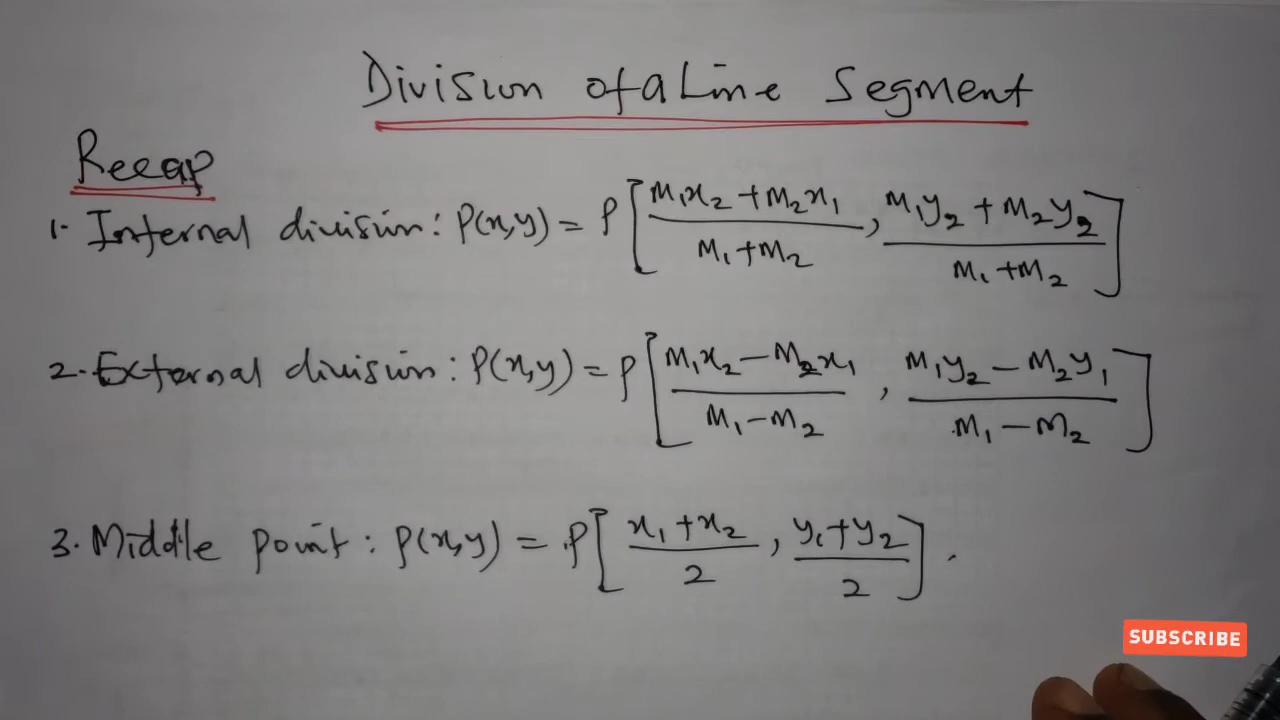 Division of a Line Segment
Recap
1. Internal division: P(x,y) = P[(M₁x₂ + M₂x₁)/(M₁ + M₂), (M₁y₂ + M₂y₂)/(M₁ + M₂)]
2. External division: P(x,y) = P[(M₁x₂ − M₂x₁)/(M₁ − M₂), (M₁y₂ − M₂y₁)/(M₁ − M₂)]
3. Middle point: P(x,y) = P[(x₁ + x₂)/2, (y₁ + y₂)/2].
SUBSCRIBE